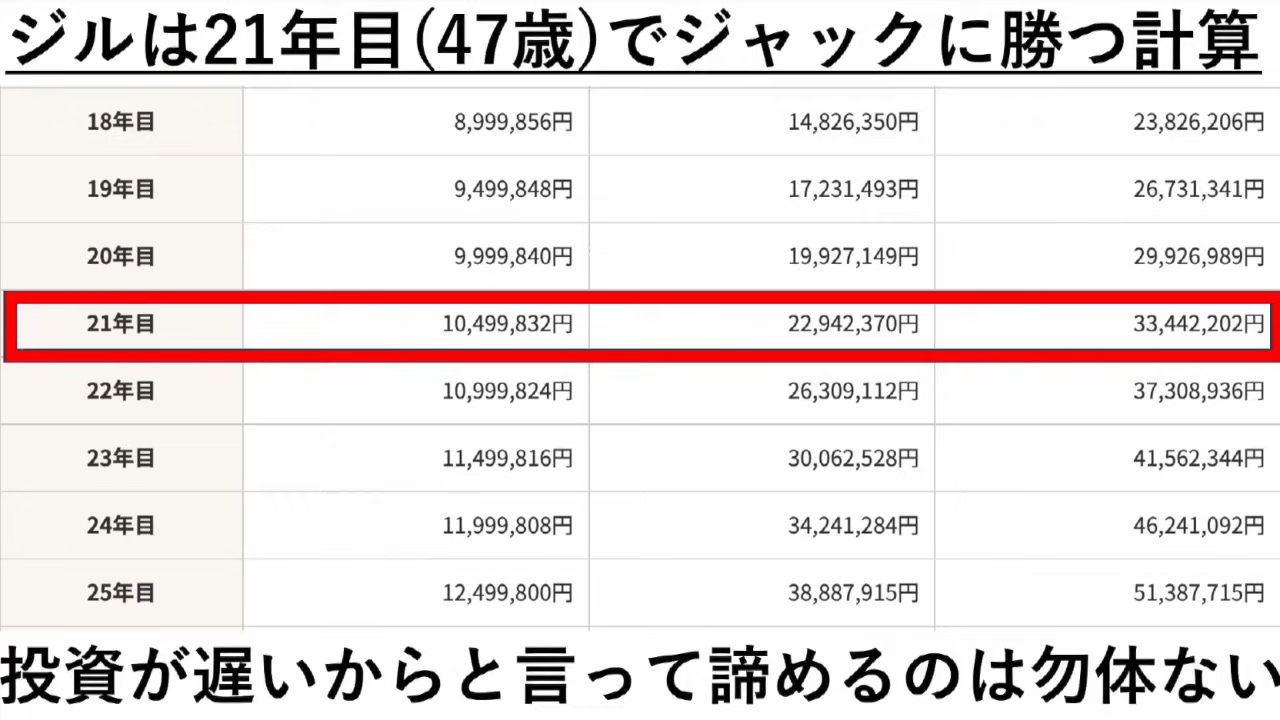 ジルは21年目(47歳)でジャックに勝つ計算
18年目 8,999,856円 14,826,350円 23,826,206円
19年目 9,499,848円 17,231,493円 26,731,341円
20年目 9,999,840円 19,927,149円 29,926,989円
21年目 10,499,832円 22,942,370円 33,442,202円
22年目 10,999,824円 26,309,112円 37,308,936円
23年目 11,499,816円 30,062,528円 41,562,344円
24年目 11,999,808円 34,241,284円 46,241,092円
25年目 12,499,800円 38,887,915円 51,387,715円
投資が遅いからと言って諦めるのは勿体ない